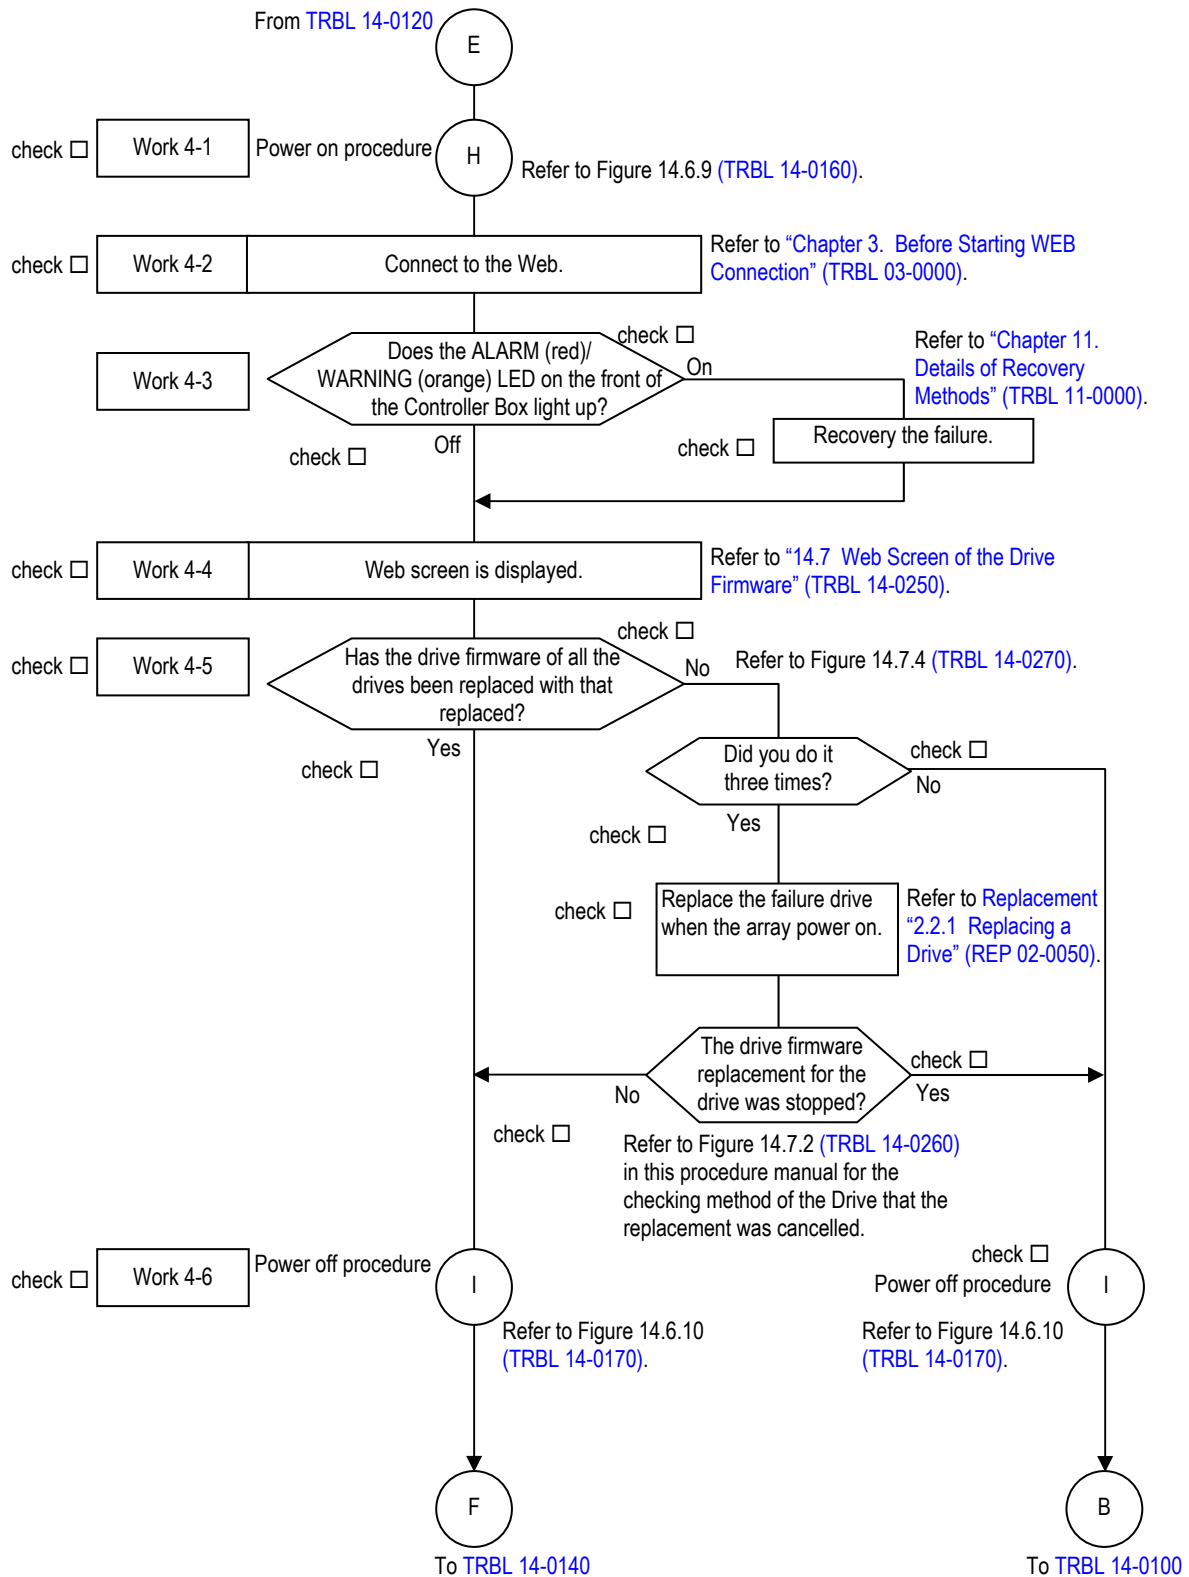 From TRBL 14-0120
E
check □
Work 4-1
Power on procedure
H
Refer to Figure 14.6.9 (TRBL 14-0160).
check □
Work 4-2
Connect to the Web.
Refer to “Chapter 3. Before Starting WEB
Connection” (TRBL 03-0000).
Work 4-3
Does the ALARM (red)/
WARNING (orange) LED on the front of
the Controller Box light up?
check □
On
Refer to “Chapter 11.
Details of Recovery
Methods” (TRBL 11-0000).
Off
check □
check □
Recovery the failure.
check □
Work 4-4
Web screen is displayed.
Refer to “14.7 Web Screen of the Drive
Firmware” (TRBL 14-0250).
check □
Work 4-5
Has the drive firmware of all the
drives been replaced with that
replaced?
check □
No
Refer to Figure 14.7.4 (TRBL 14-0270).
Yes
check □
Did you do it
three times?
check □
No
Yes
check □
check □
Replace the failure drive
when the array power on.
Refer to Replacement
“2.2.1 Replacing a
Drive” (REP 02-0050).
The drive firmware
replacement for the
drive was stopped?
check □
Yes
No
check □
Refer to Figure 14.7.2 (TRBL 14-0260)
in this procedure manual for the
checking method of the Drive that the
replacement was cancelled.
check □
Work 4-6
Power off procedure
I
Refer to Figure 14.6.10
(TRBL 14-0170).
check □
Power off procedure
I
Refer to Figure 14.6.10
(TRBL 14-0170).
F
To TRBL 14-0140
B
To TRBL 14-0100